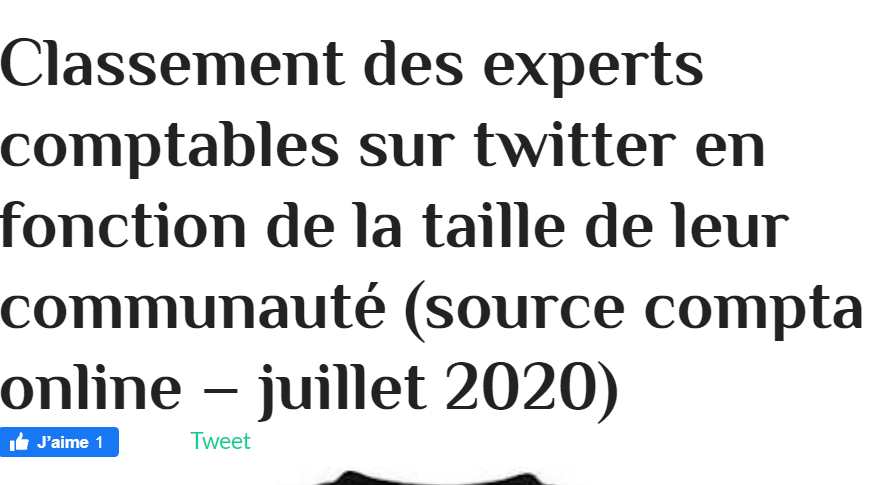 Classement des experts
comptables sur twitter en
fonction de la taille de leur
communauté (source compta
online – juillet 2020)
J'aime 1
Tweet